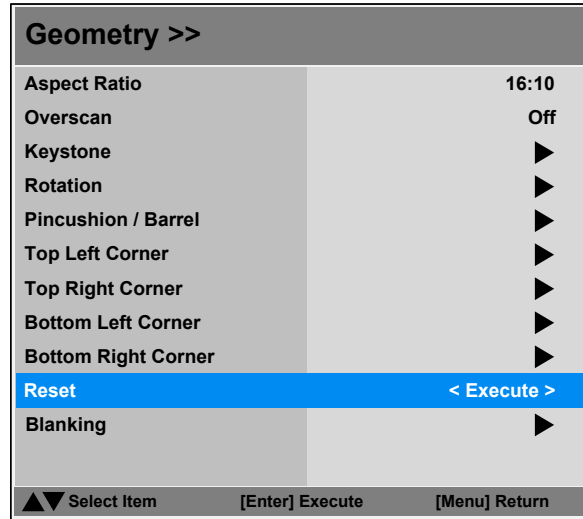 Geometry >>
Aspect Ratio 16:10
Overscan Off
Keystone
Rotation
Pincushion / Barrel
Top Left Corner
Top Right Corner
Bottom Left Corner
Bottom Right Corner
Reset < Execute >
Blanking
Select Item [Enter] Execute [Menu] Return